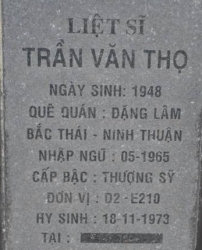 LIỆT SĨ
TRẦN VĂN THỌ
NGÀY SINH: 1948
QUÊ QUÁN : ĐẶNG LÂM
BÁC THÁI - NINH THUẬN
NHẬP NGŨ : 05-1965
CẤP BẬC : THƯỢNG SỸ
ĐƠN VỊ : D2-E210
HY SINH : 18-11-1973
TẠI :